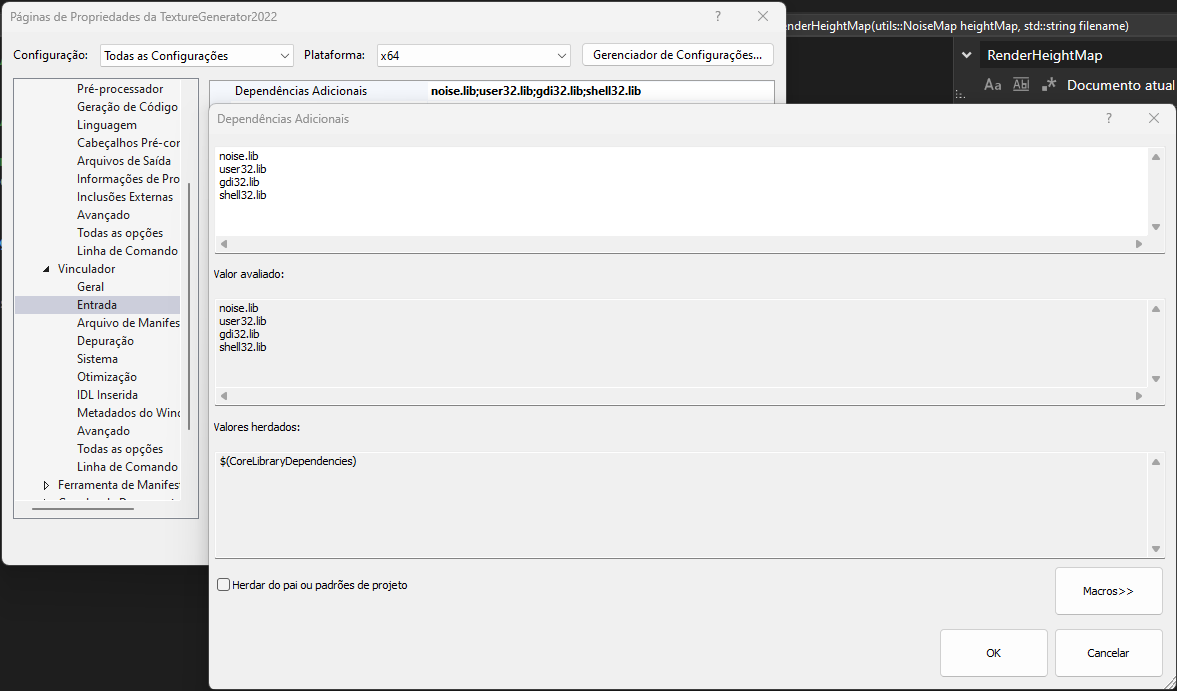 Páginas de Propriedades da TextureGenerator2022
?
enderHeightMap(utils::NoiseMap heightMap, std::string filename)
Configuração:
Todas as Configurações
Plataforma:
x64
Gerenciador de Configurações...
RenderHeightMap
Aa
Abl
.*
Documento atual
Pré-processador
Geração de Código
Linguagem
Cabeçalhos Pré-cor
Arquivos de Saída
Informações de Pro
Inclusões Externas
Avançado
Todas as opções
Linha de Comando
Vinculador
Geral
Entrada
Arquivo de Manifes
Depuração
Sistema
Otimização
IDL Inserida
Metadados do Winc
Avançado
Todas as opções
Linha de Comando
Ferramenta de Manifest
Dependências Adicionais
noise.lib;user32.lib;gdi32.lib;shell32.lib
Dependências Adicionais
?
noise.lib
user32.lib
gdi32.lib
shell32.lib
Valor avaliado:
noise.lib
user32.lib
gdi32.lib
shell32.lib
Valores herdados:
$(CoreLibraryDependencies)
Herdar do pai ou padrões de projeto
Macros>>
OK
Cancelar